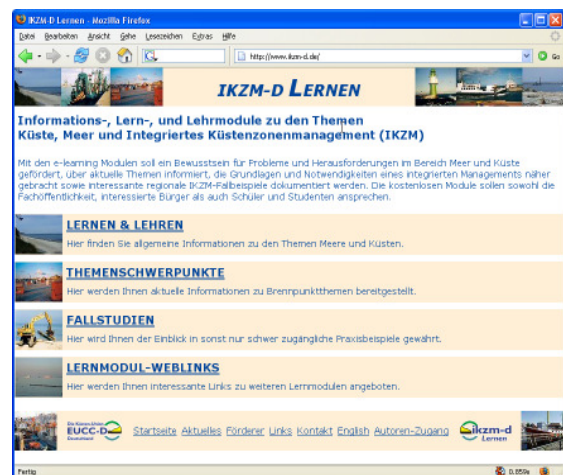 IKZM-D Lernen - Mozilla Firefox
Datei Bearbeiten Ansicht Gehe Lesezeichen Extras Hilfe
http://www.ikzm-d.de/ Go
IKZM-D LERNEN
Informations-, Lern-, und Lehrmodule zu den Themen
Küste, Meer und Integriertes Küstenzonenmanagement (IKZM)
Mit den e-learning Modulen soll ein Bewusstsein für Probleme und Herausforderungen im Bereich Meer und Küste
gefördert, über aktuelle Themen informiert, die Grundlagen und Notwendigkeiten eines integrierten Managements näher
gebracht sowie interessante regionale IKZM-Fallbeispiele dokumentiert werden. Die kostenlosen Module sollen sowohl die
Fachöffentlichkeit, interessierte Bürger als auch Schüler und Studenten ansprechen.
LERNEN & LEHREN
Hier finden Sie allgemeine Informationen zu den Themen Meere und Küsten.
THEMENSCHWERPUNKTE
Hier werden Ihnen aktuelle Informationen zu Brennpunktthemen bereitgestellt.
FALLSTUDIEN
Hier wird Ihnen der Einblick in sonst nur schwer zugängliche Praxisbeispiele gewährt.
LERNMODUL-WEBLINKS
Hier werden Ihnen interessante Links zu weiteren Lernmodulen angeboten.
Die Küsten Union
EUCC-D
Deutschland
Startseite Aktuelles Förderer Links Kontakt English Autoren-Zugang
ikzm-d
Lernen
Fertig 0.859s